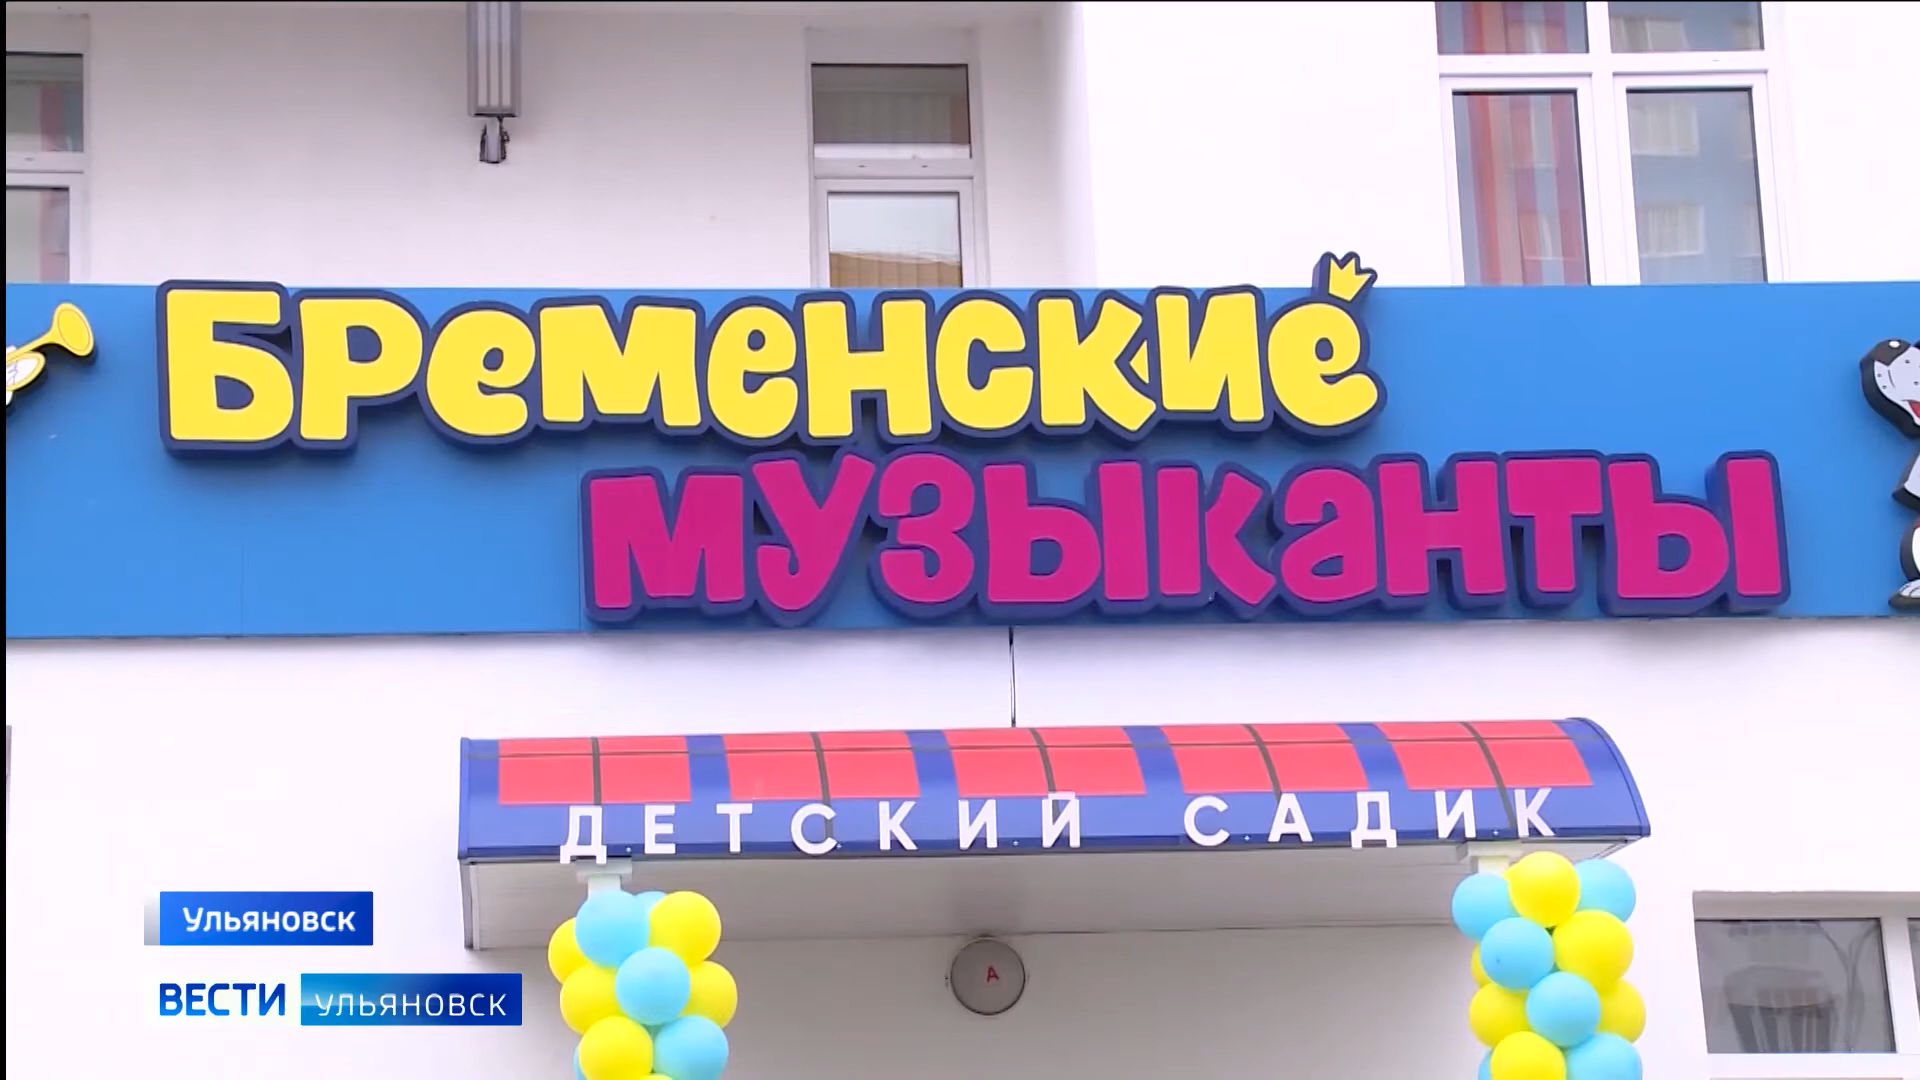 Бременские
музыканты
ДЕТСКИЙ САДИК
А
Ульяновск
ВЕСТИ УЛЬЯНОВСК